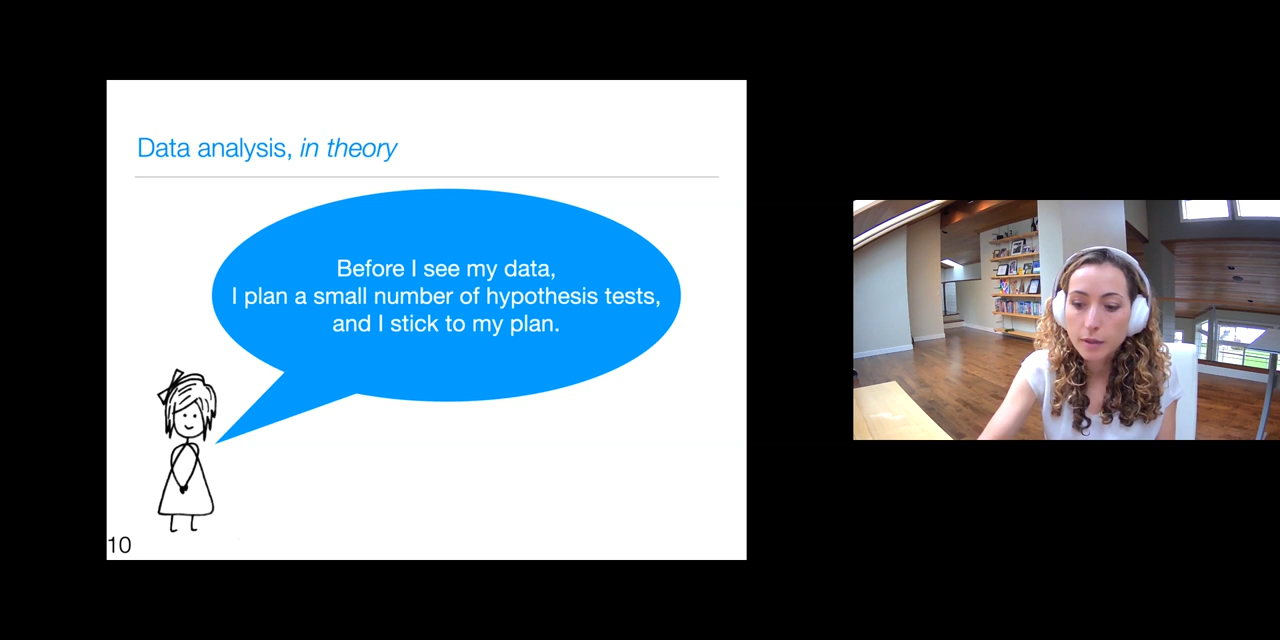 Data analysis, in theory
Before I see my data,
I plan a small number of hypothesis tests,
and I stick to my plan.
10